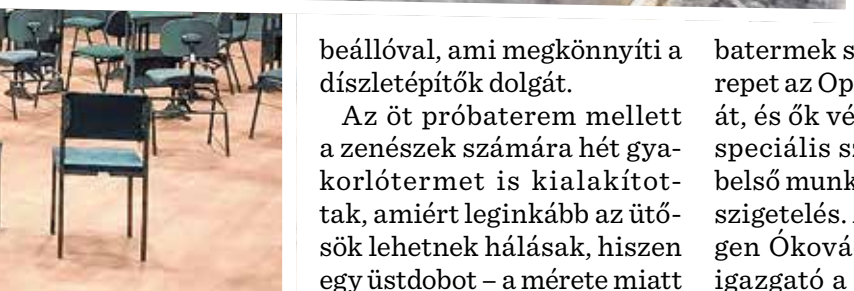 beállóval, ami megkönnyíti a
díszletépítők dolgát.
Az öt próbaterem mellett
a zenészek számára hét gya-
korlótermet is kialakítot-
tak, amiért leginkább az ütő-
sök lehetnek hálásak, hiszen
egy üstdobot – a mérete miatt
batermek
repet az Op
át, és ők
speciális
belső
szigetelés.
gen Óková
igazgató a